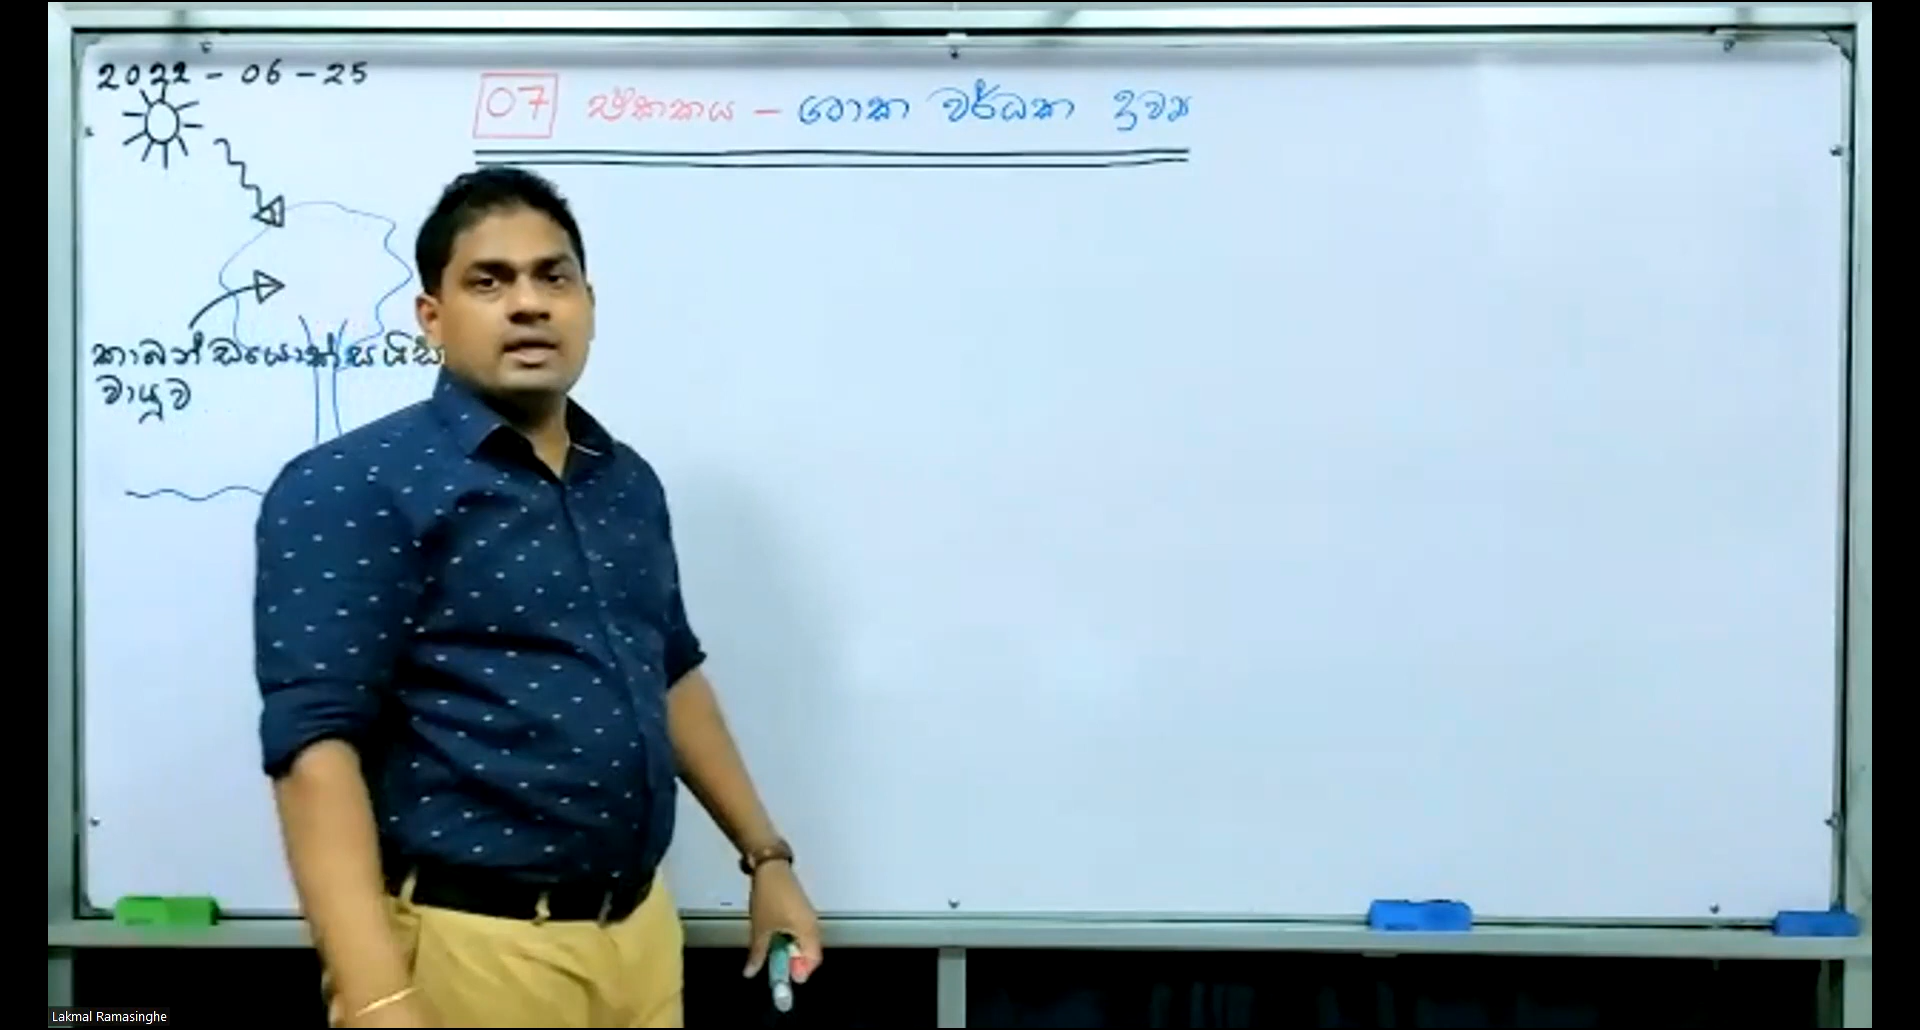 2022-06-25
07 ඒකකය - ශාක වර්ධක ද්‍රව්‍ය
කාබන් ඩයොක්සයිඩ්
වායුව
Lakmal Ramasinghe